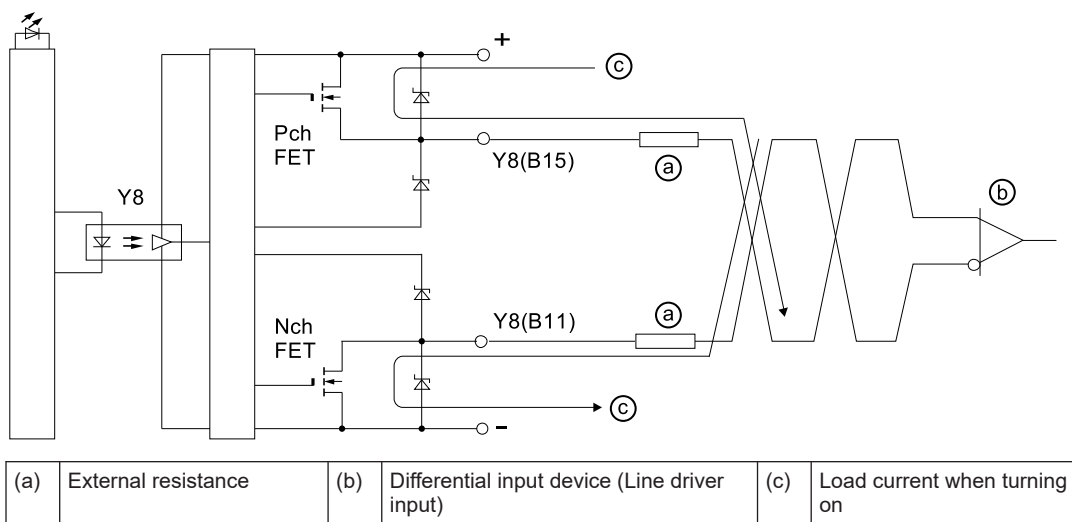 +
ⓒ
Pch
FET
Y8(B15)
ⓐ
Y8
ⓑ
Y8(B11)
ⓐ
Nch
FET
ⓒ
-
(a) External resistance (b) Differential input device (Line driver input) (c) Load current when turning on